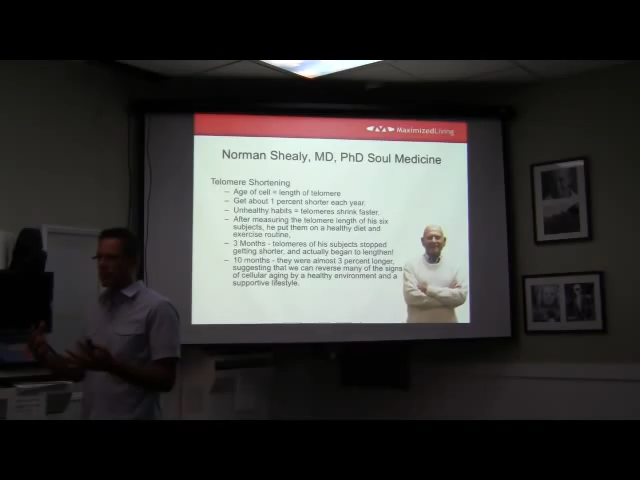 MaximizedLiving
Norman Shealy, MD, PhD Soul Medicine
Telomere Shortening
– Age of cell = length of telomere
– Get about 1 percent shorter each year.
– Unhealthy habits = telomeres shrink faster.
– After measuring the telomere length of his six
subjects, he put them on a healthy diet and
exercise routine.
– 3 Months - telomeres of his subjects stopped
getting shorter, and actually began to lengthen!
– 10 months - they were almost 3 percent longer,
suggesting that we can reverse many of the signs
of cellular aging by a healthy environment and a
supportive lifestyle.